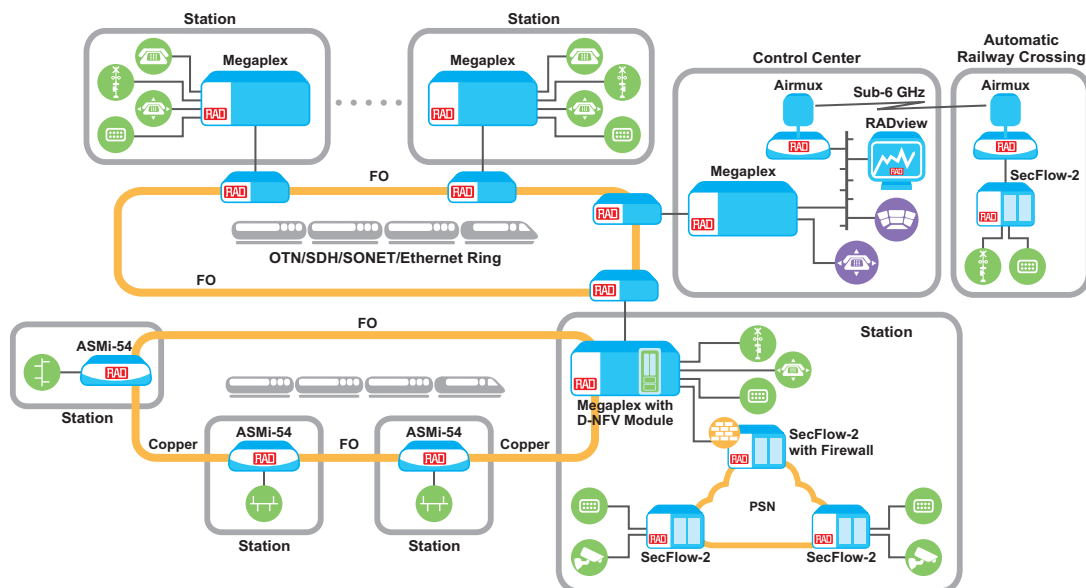 Station
Megaplex
RAD
Station
Megaplex
RAD
Control Center
Airmux
RAD
Sub-6 GHz
RADview
RAD
Megaplex
RAD
Automatic
Railway Crossing
Airmux
RAD
SecFlow-2
RAD
FO
RAD
RAD
RAD
OTN/SDH/SONET/Ethernet Ring
FO
RAD
FO
ASMi-54
RAD
Station
Copper
ASMi-54
RAD
Station
FO
ASMi-54
RAD
Station
Copper
Station
RAD
Megaplex with
D-NFV Module
RAD
SecFlow-2
with Firewall
PSN
RAD
SecFlow-2
RAD
SecFlow-2